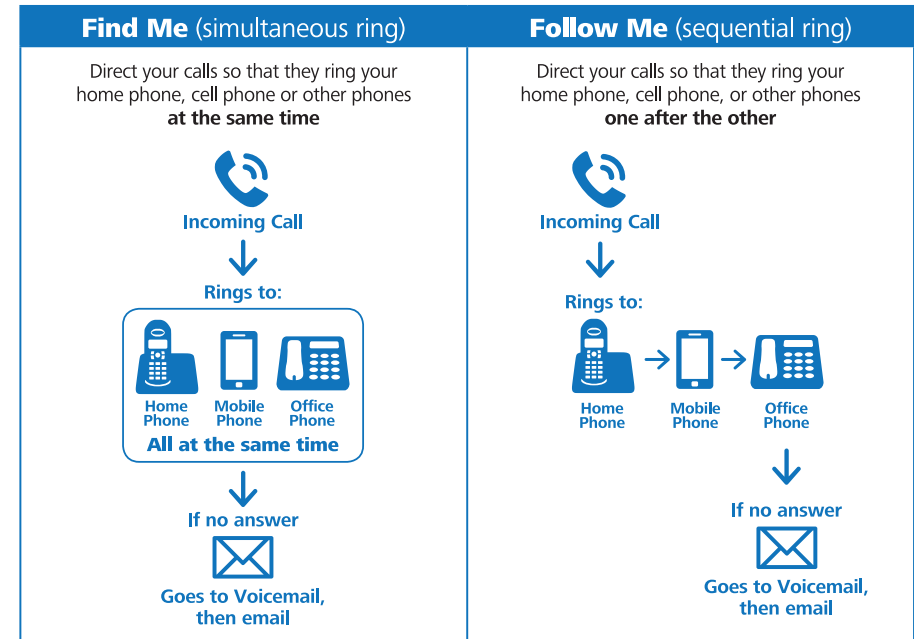 Find Me (simultaneous ring)
Direct your calls so that they ring your
home phone, cell phone or other phones
at the same time
Incoming Call
Rings to:
Home
Phone
Mobile
Phone
Office
Phone
All at the same time
If no answer
Goes to Voicemail,
then email
Follow Me (sequential ring)
Direct your calls so that they ring your
home phone, cell phone, or other phones
one after the other
Incoming Call
Rings to:
Home
Phone
Mobile
Phone
Office
Phone
If no answer
Goes to Voicemail,
then email